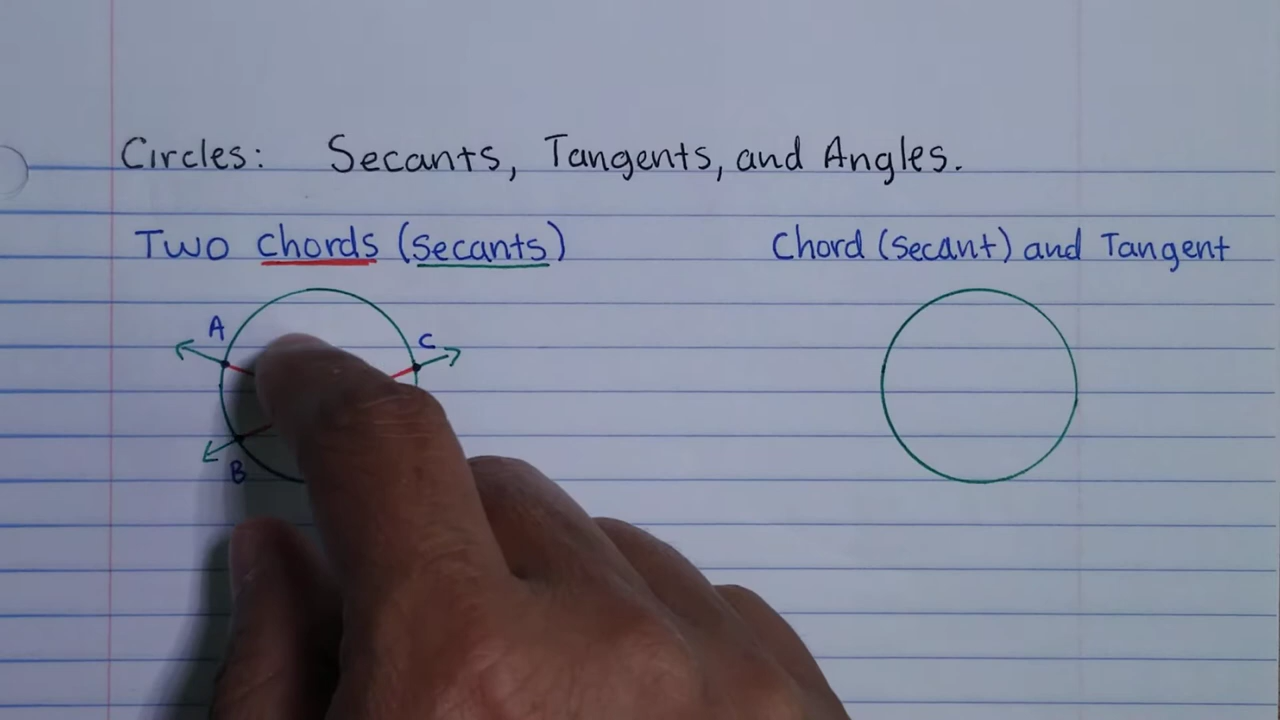 Circles: Secants, Tangents, and Angles.
Two chords (secants)
Chord (secant) and Tangent
A
C
B